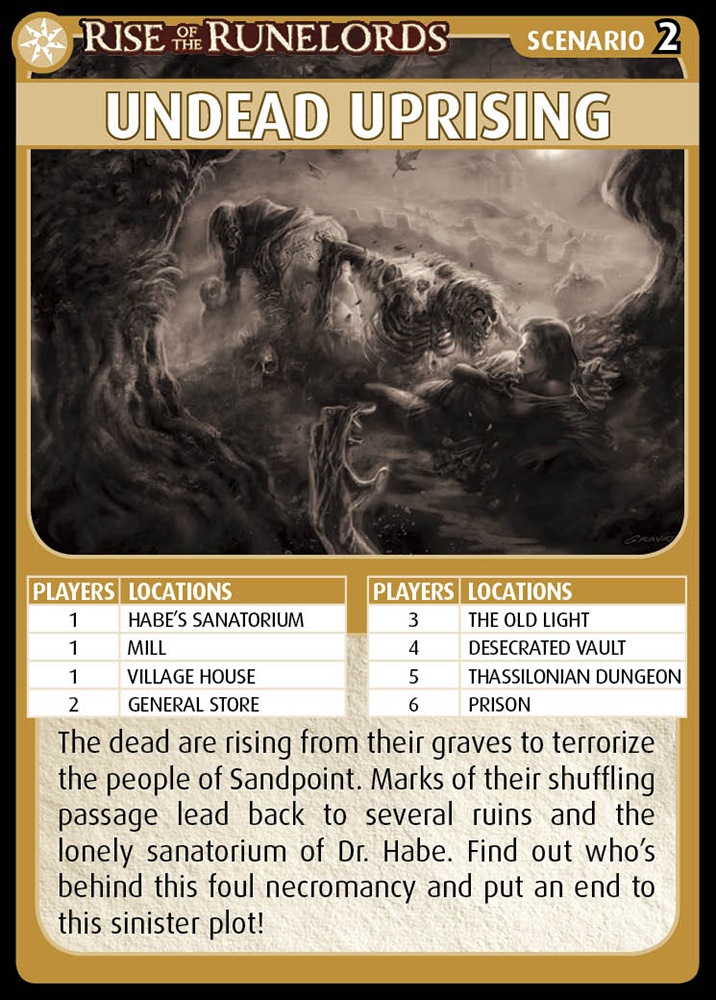 RISE OF THE RUNELORDS
SCENARIO 2
UNDEAD UPRISING
PLAYERS LOCATIONS
1 HABE'S SANATORIUM
1 MILL
1 VILLAGE HOUSE
2 GENERAL STORE
PLAYERS LOCATIONS
3 THE OLD LIGHT
4 DESECRATED VAULT
5 THASSILONIAN DUNGEON
6 PRISON
The dead are rising from their graves to terrorize
the people of Sandpoint. Marks of their shuffling
passage lead back to several ruins and the
lonely sanatorium of Dr. Habe. Find out who's
behind this foul necromancy and put an end to
this sinister plot!